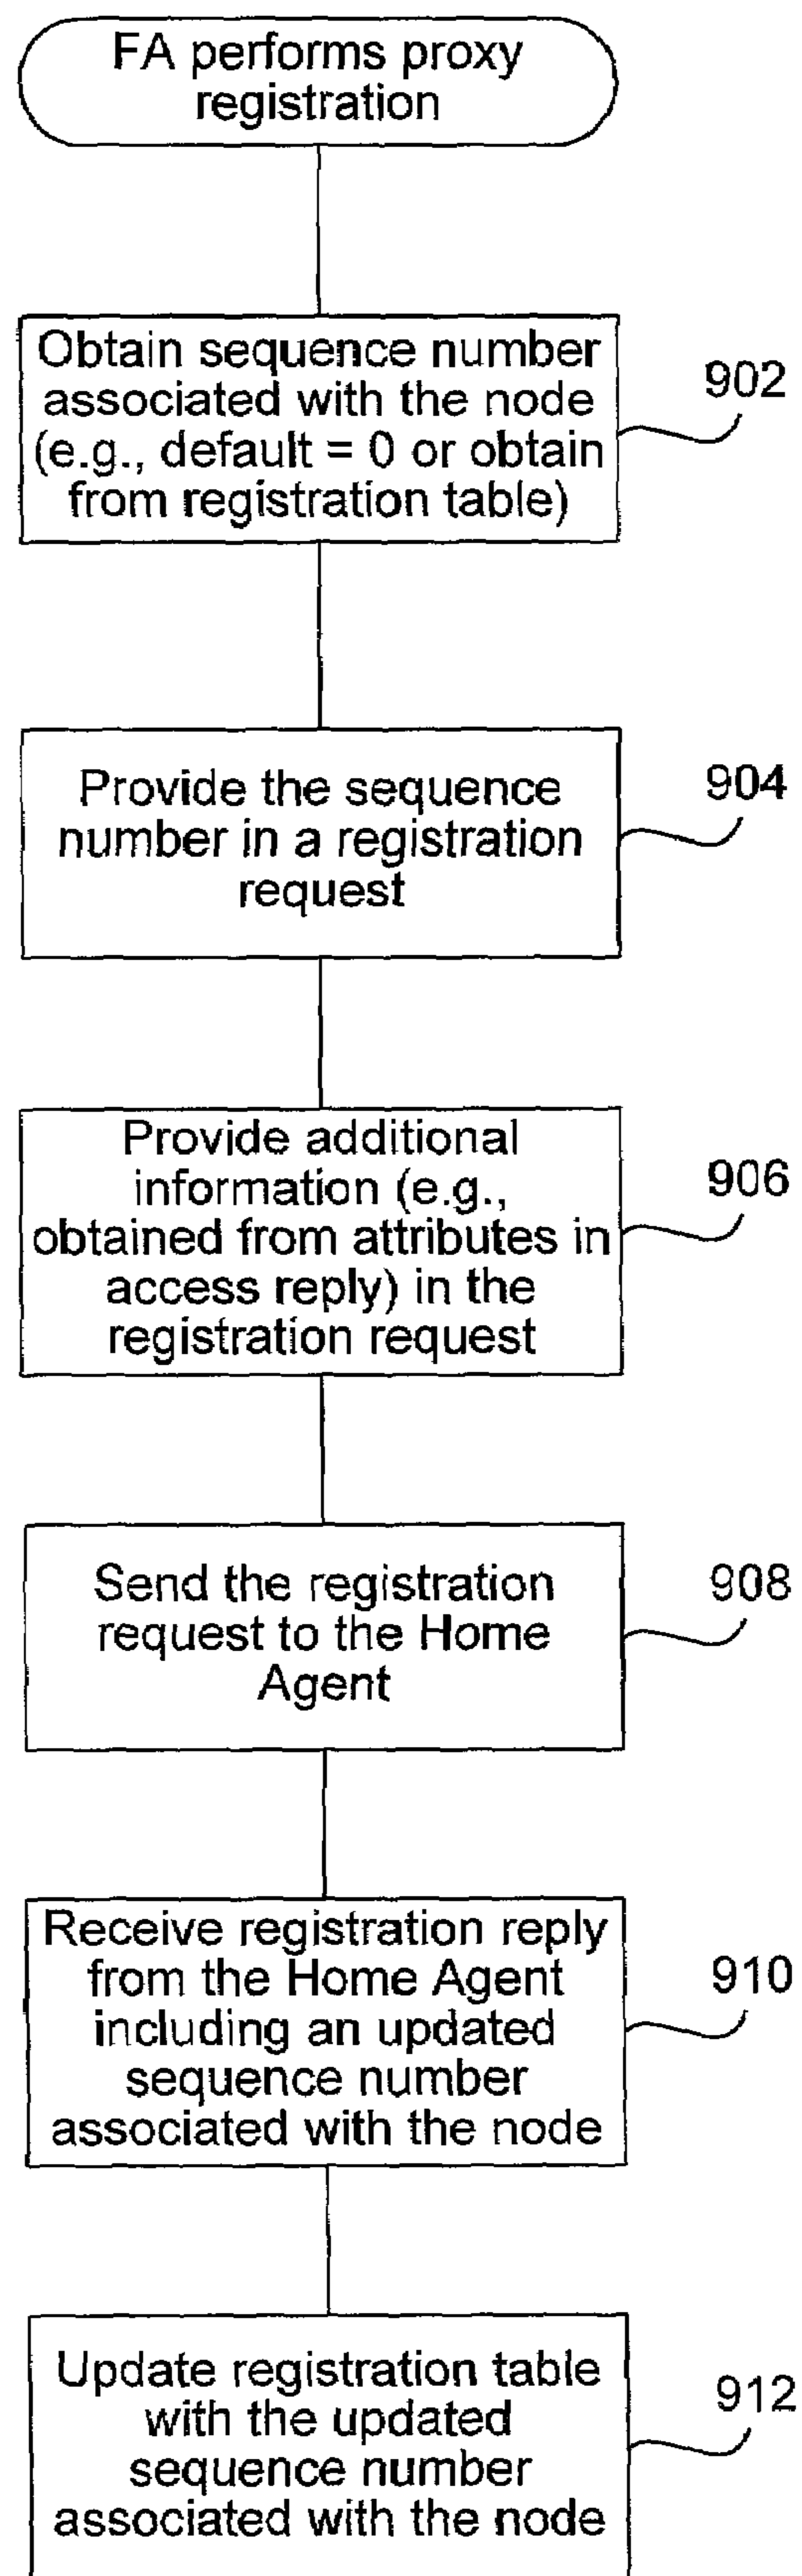 FA performs proxy
registration
Obtain sequence number
associated with the node
(e.g., default = 0 or obtain
from registration table)
902
Provide the sequence
number in a registration
request
904
Provide additional
information (e.g.,
obtained from attributes in
access reply) in the
registration request
906
Send the registration
request to the Home
Agent
908
Receive registration reply
from the Home Agent
including an updated
sequence number
associated with the node
910
Update registration table
with the updated
sequence number
associated with the node
912